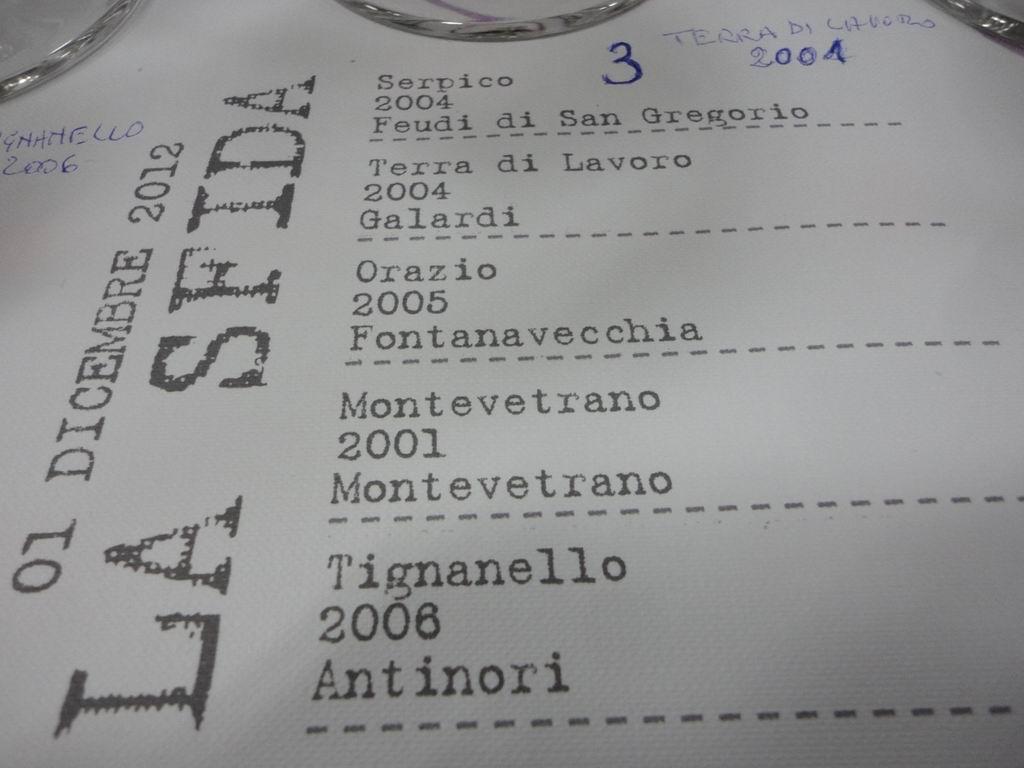 3
TERRA DI LAVORO
2004
GNANELLO
2006
01 DICEMBRE 2012
LA SFIDA
Serpico
2004
Feudi di San Gregorio
Terra di Lavoro
2004
Galardi
Orazio
2005
Fontanavecchia
Montevetrano
2001
Montevetrano
Tignanello
2006
Antinori